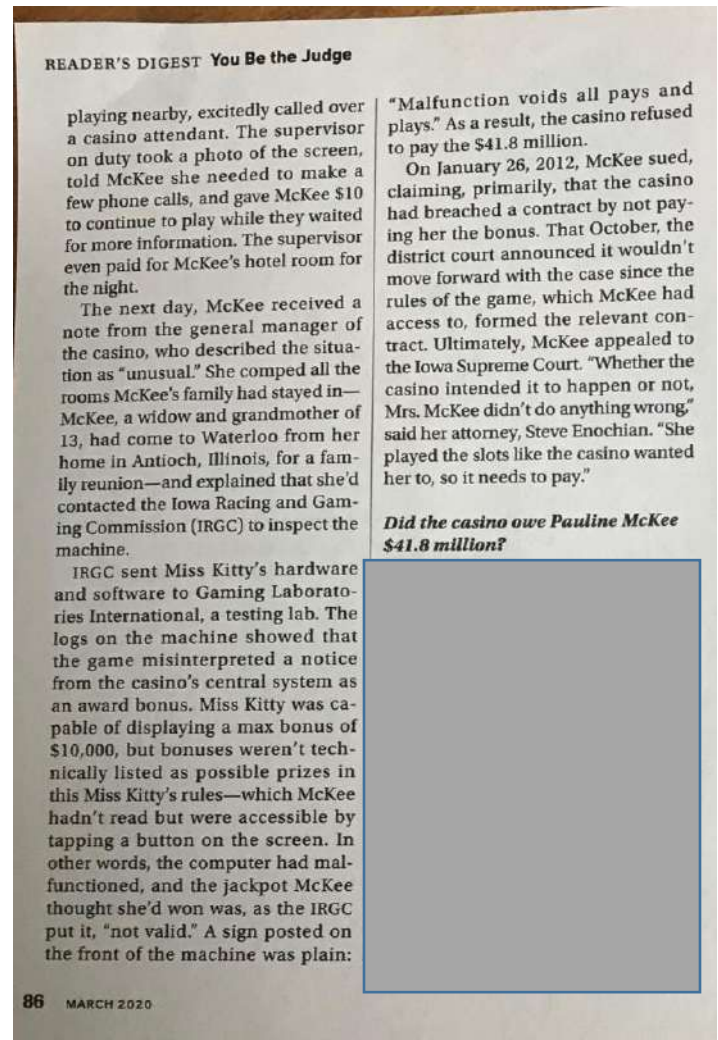 READER'S DIGEST You Be the Judge
playing nearby, excitedly called over
a casino attendant. The supervisor
on duty took a photo of the screen,
told McKee she needed to make a
few phone calls, and gave McKee $10
to continue to play while they waited
for more information. The supervisor
even paid for McKee's hotel room for
the night.
The next day, McKee received a
note from the general manager of
the casino, who described the situa-
tion as "unusual." She comped all the
rooms McKee's family had stayed in—
McKee, a widow and grandmother of
13, had come to Waterloo from her
home in Antioch, Illinois, for a fam-
ily reunion—and explained that she'd
contacted the Iowa Racing and Gam-
ing Commission (IRGC) to inspect the
machine.
IRGC sent Miss Kitty's hardware
and software to Gaming Laborato-
ries International, a testing lab. The
logs on the machine showed that
the game misinterpreted a notice
from the casino's central system as
an award bonus. Miss Kitty was ca-
pable of displaying a max bonus of
$10,000, but bonuses weren't tech-
nically listed as possible prizes in
this Miss Kitty's rules—which McKee
hadn't read but were accessible by
tapping a button on the screen. In
other words, the computer had mal-
functioned, and the jackpot McKee
thought she'd won was, as the IRGC
put it, "not valid." A sign posted on
the front of the machine was plain:
"Malfunction voids all pays and
plays." As a result, the casino refused
to pay the $41.8 million.
On January 26, 2012, McKee sued,
claiming, primarily, that the casino
had breached a contract by not pay-
ing her the bonus. That October, the
district court announced it wouldn't
move forward with the case since the
rules of the game, which McKee had
access to, formed the relevant con-
tract. Ultimately, McKee appealed to
the Iowa Supreme Court. "Whether the
casino intended it to happen or not,
Mrs. McKee didn't do anything wrong,"
said her attorney, Steve Enochian. "She
played the slots like the casino wanted
her to, so it needs to pay."
Did the casino owe Pauline McKee
$41.8 million?
86 MARCH 2020